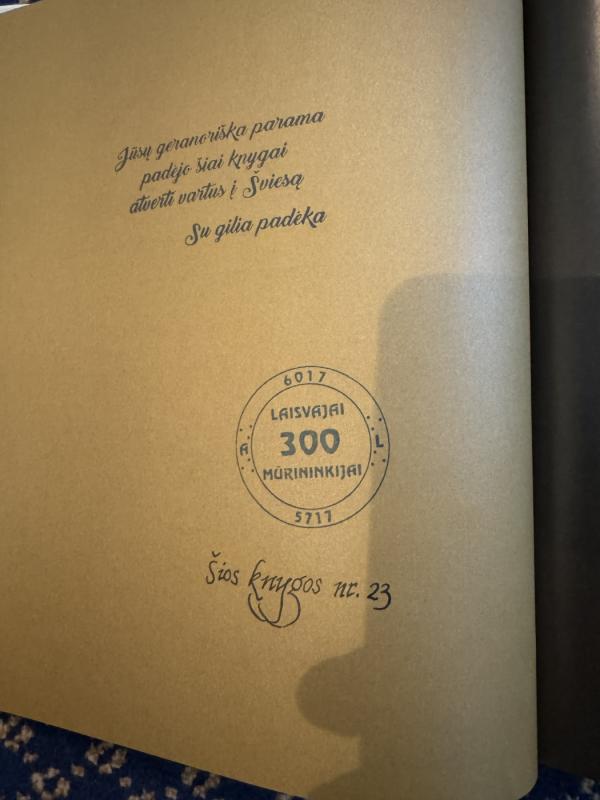 Jūsų geranoriška parama
padėjo šiai knygai
atverti vartus į Šviesą
Su gilia padėka
6017
LAISVAJAI
A 300 L
MŪRININKIJAI
5717
Šios knygos nr. 23